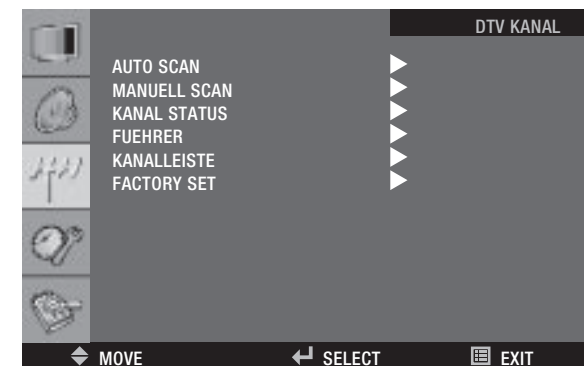 DTV KANAL
AUTO SCAN
MANUELL SCAN
KANAL STATUS
FUEHRER
KANALLEISTE
FACTORY SET
MOVE SELECT EXIT